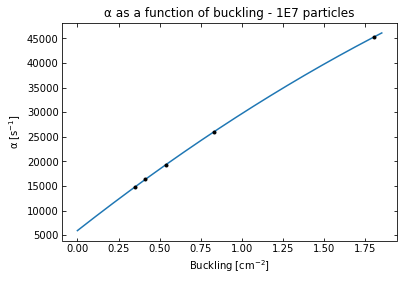 α as a function of buckling - 1E7 particles
45000
40000
35000
30000
25000
20000
15000
10000
5000
α [s⁻¹]
0.00 0.25 0.50 0.75 1.00 1.25 1.50 1.75
Buckling [cm⁻²]